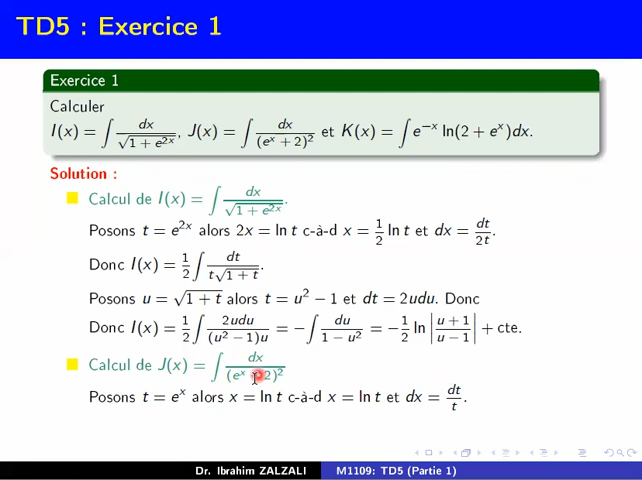 TD5 : Exercice 1
Exercice 1
Calculer
I(x) = ∫ dx/√(1 + e^{2x}), J(x) = ∫ dx/(e^x + 2)² et K(x) = ∫ e^{−x} ln(2 + e^x)dx.
Solution :
Calcul de I(x) = ∫ dx/√(1 + e^{2x}).
Posons t = e^{2x} alors 2x = ln t c-à-d x = 1/2 ln t et dx = dt/2t.
Donc I(x) = 1/2 ∫ dt/(t√(1 + t)).
Posons u = √(1 + t) alors t = u² − 1 et dt = 2udu. Donc
Donc I(x) = 1/2 ∫ 2udu/((u² − 1)u) = − ∫ du/(1 − u²) = − 1/2 ln |(u + 1)/(u − 1)| + cte.
Calcul de J(x) = ∫ dx/(e^x + 2)²
Posons t = e^x alors x = ln t c-à-d x = ln t et dx = dt/t.
Dr. Ibrahim ZALZALI M1109: TD5 (Partie 1)